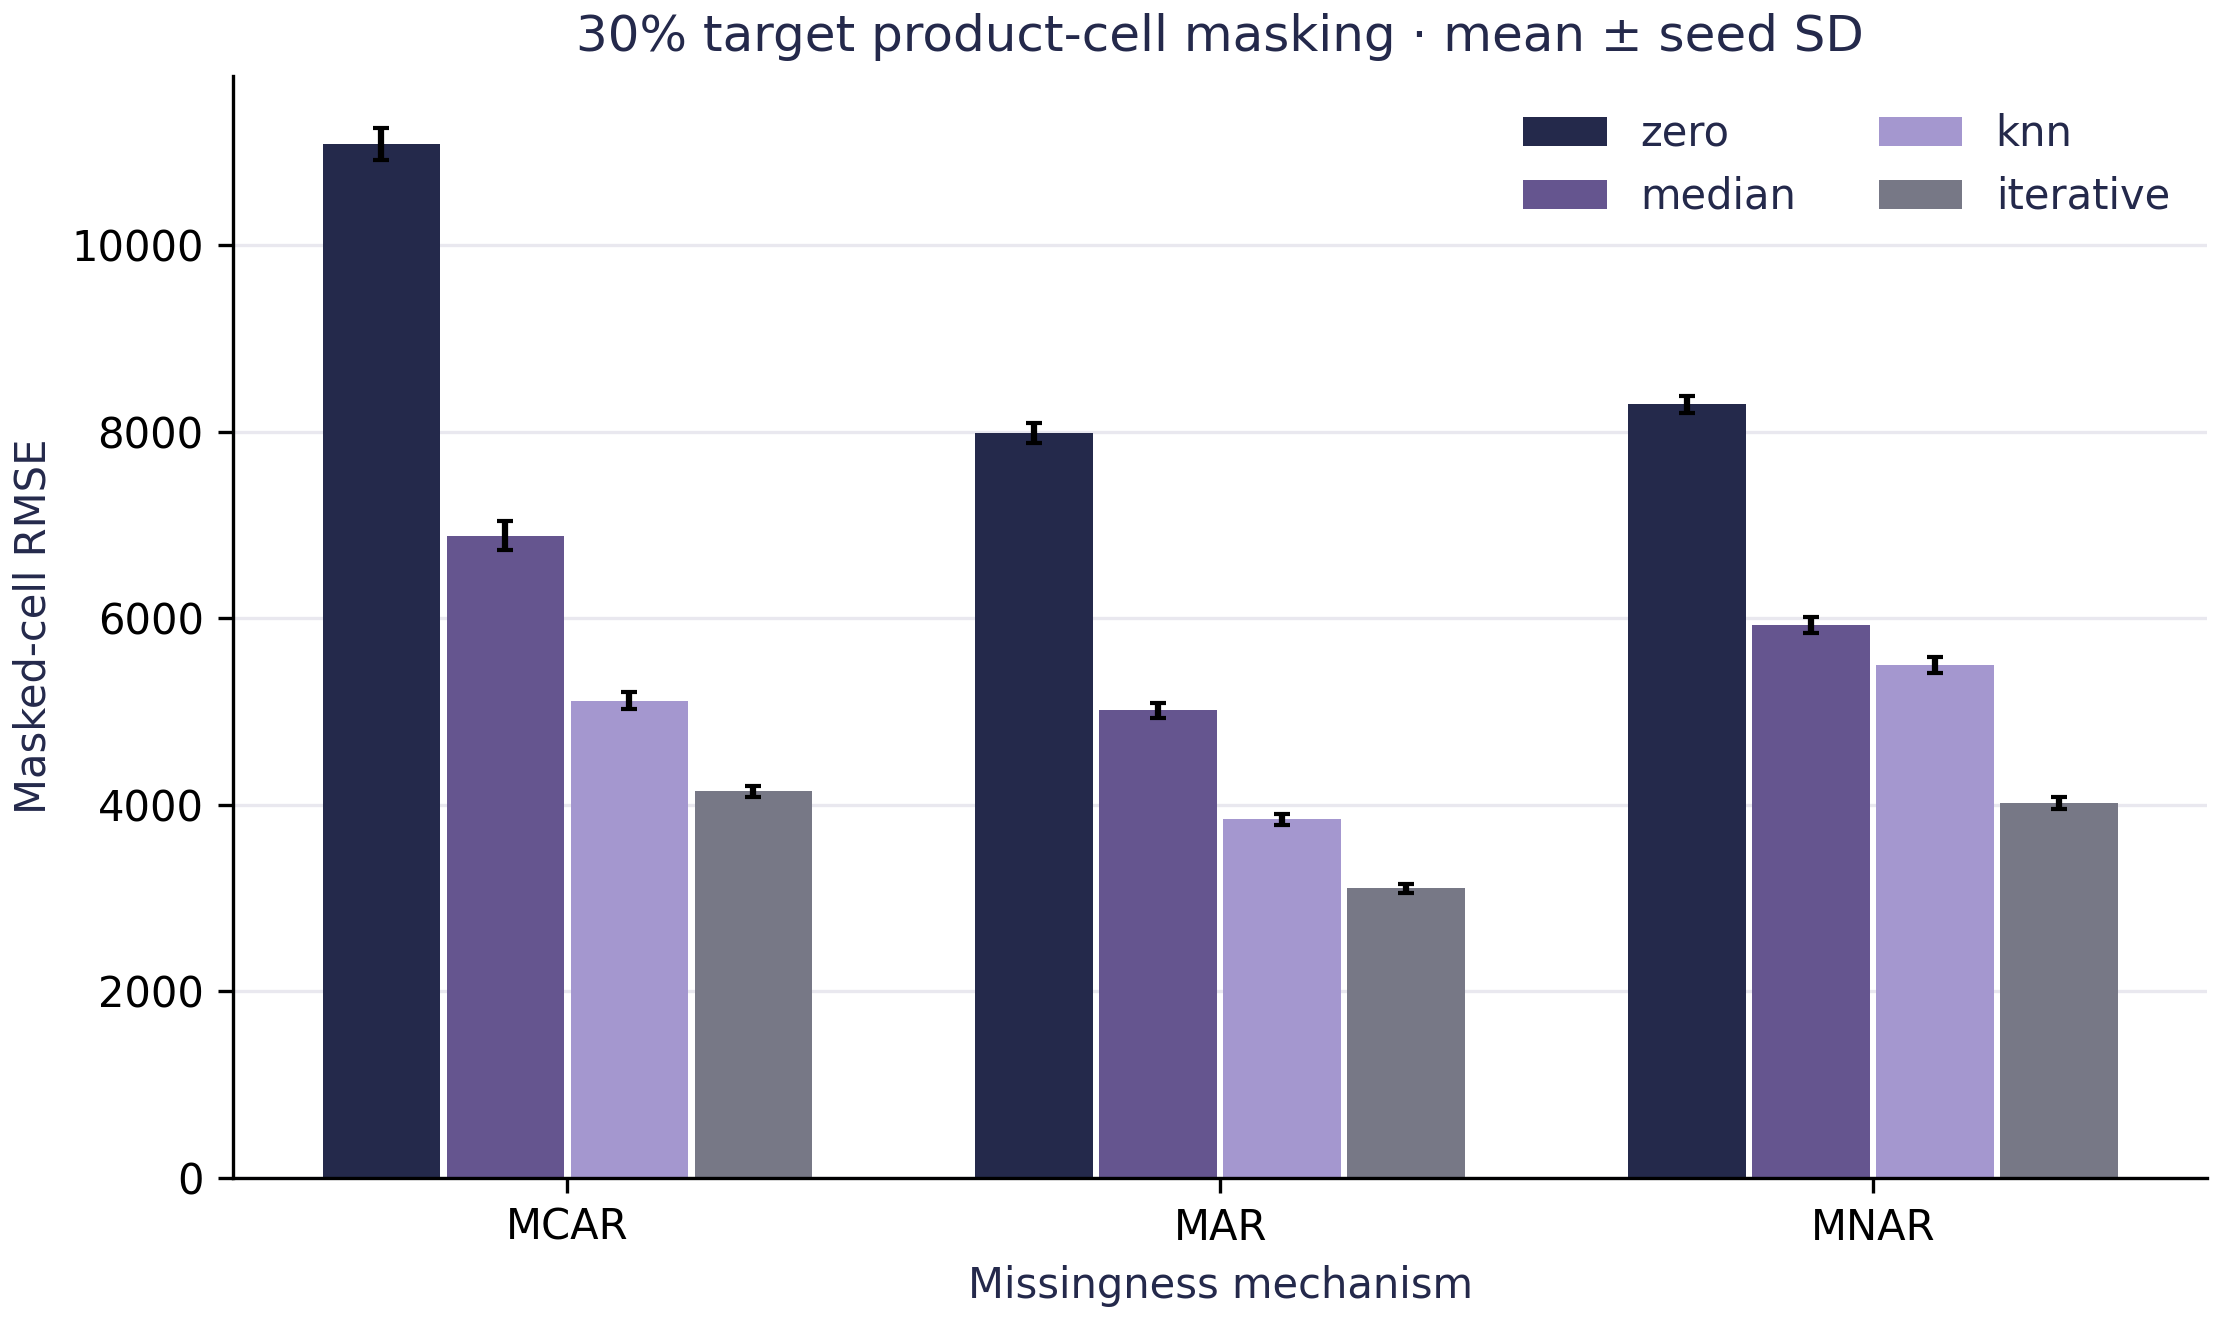 30% target product-cell masking · mean ± seed SD
zero
median
knn
iterative
Masked-cell RMSE
10000
8000
6000
4000
2000
0
MCAR
MAR
MNAR
Missingness mechanism